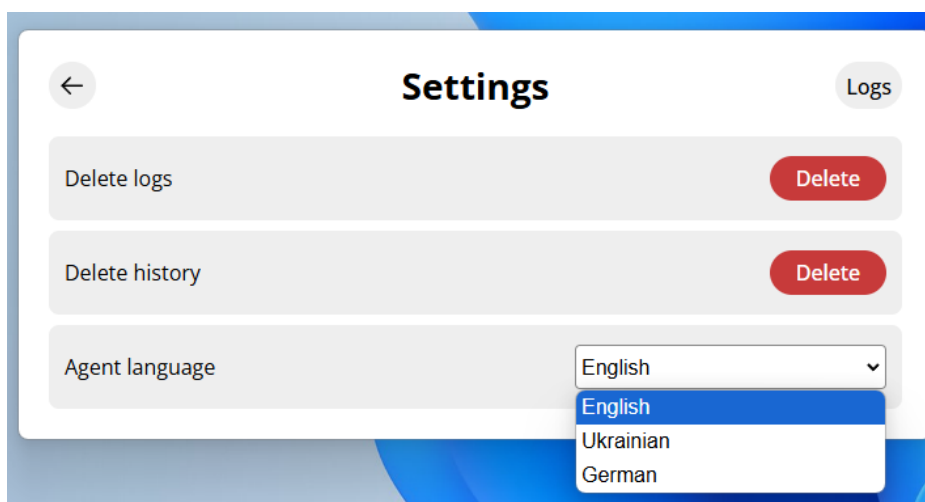 Settings
Logs
Delete logs
Delete
Delete history
Delete
Agent language
English
English
Ukrainian
German